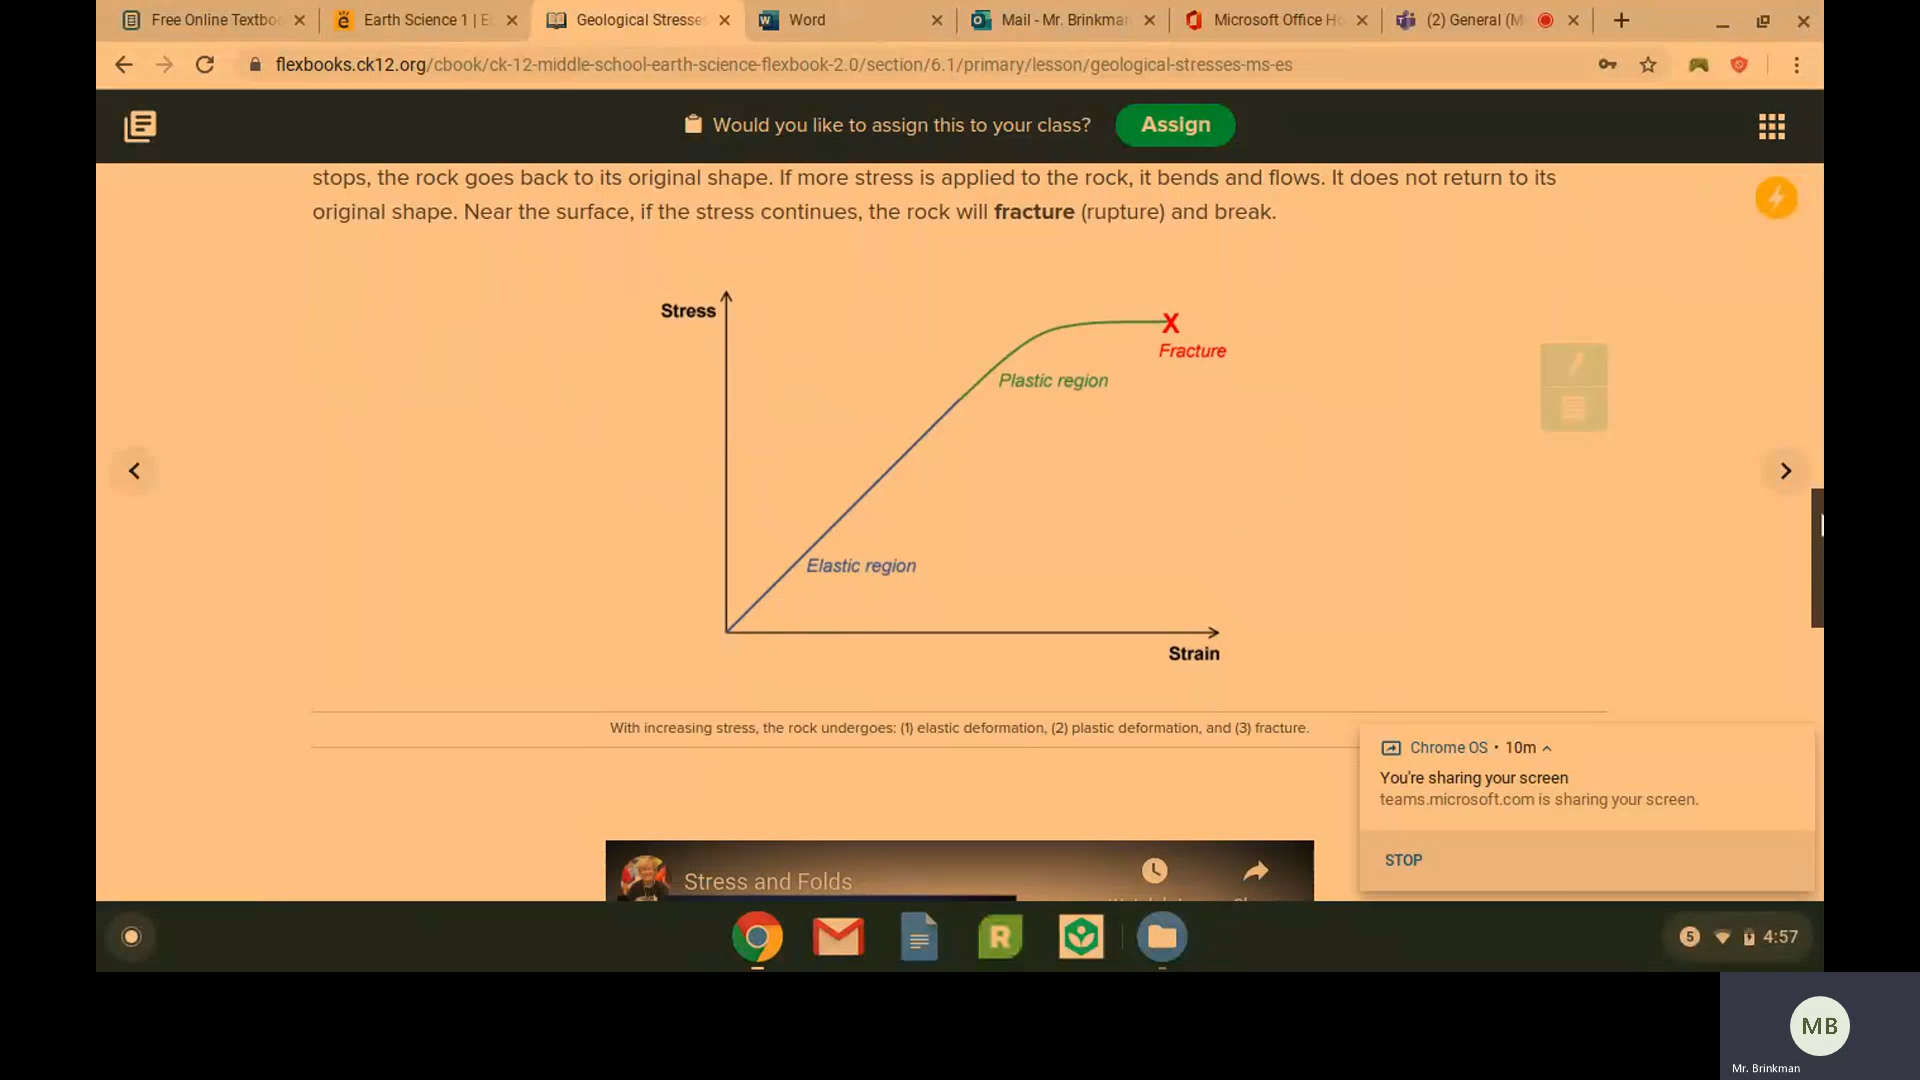 Free Online Textboo
Earth Science 1 | E
Geological Stresses
Word
Mail - Mr. Brinkman
Microsoft Office Ho
(2) General (M
flexbooks.ck12.org/cbook/ck-12-middle-school-earth-science-flexbook-2.0/section/6.1/primary/lesson/geological-stresses-ms-es
Would you like to assign this to your class? Assign
stops, the rock goes back to its original shape. If more stress is applied to the rock, it bends and flows. It does not return to its
original shape. Near the surface, if the stress continues, the rock will fracture (rupture) and break.
Stress
X
Fracture
Plastic region
Elastic region
Strain
With increasing stress, the rock undergoes: (1) elastic deformation, (2) plastic deformation, and (3) fracture.
Chrome OS • 10m
You're sharing your screen
teams.microsoft.com is sharing your screen.
STOP
Stress and Folds
R
5
4:57
MB
Mr. Brinkman